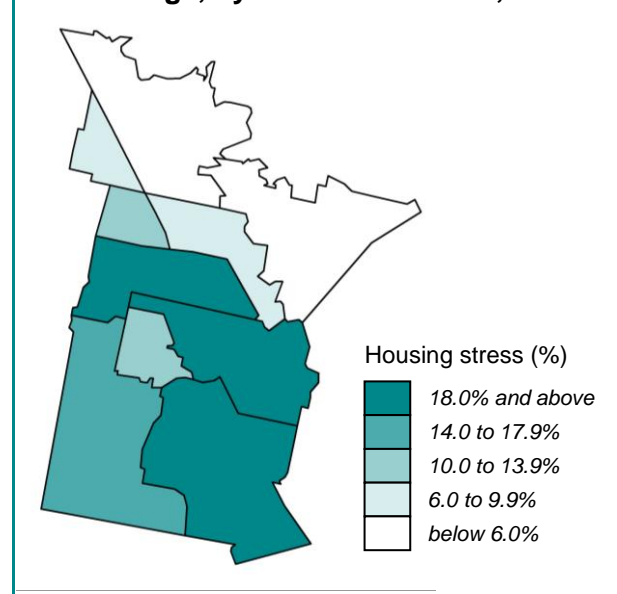 Housing stress (%)
18.0% and above
14.0 to 17.9%
10.0 to 13.9%
6.0 to 9.9%
below 6.0%